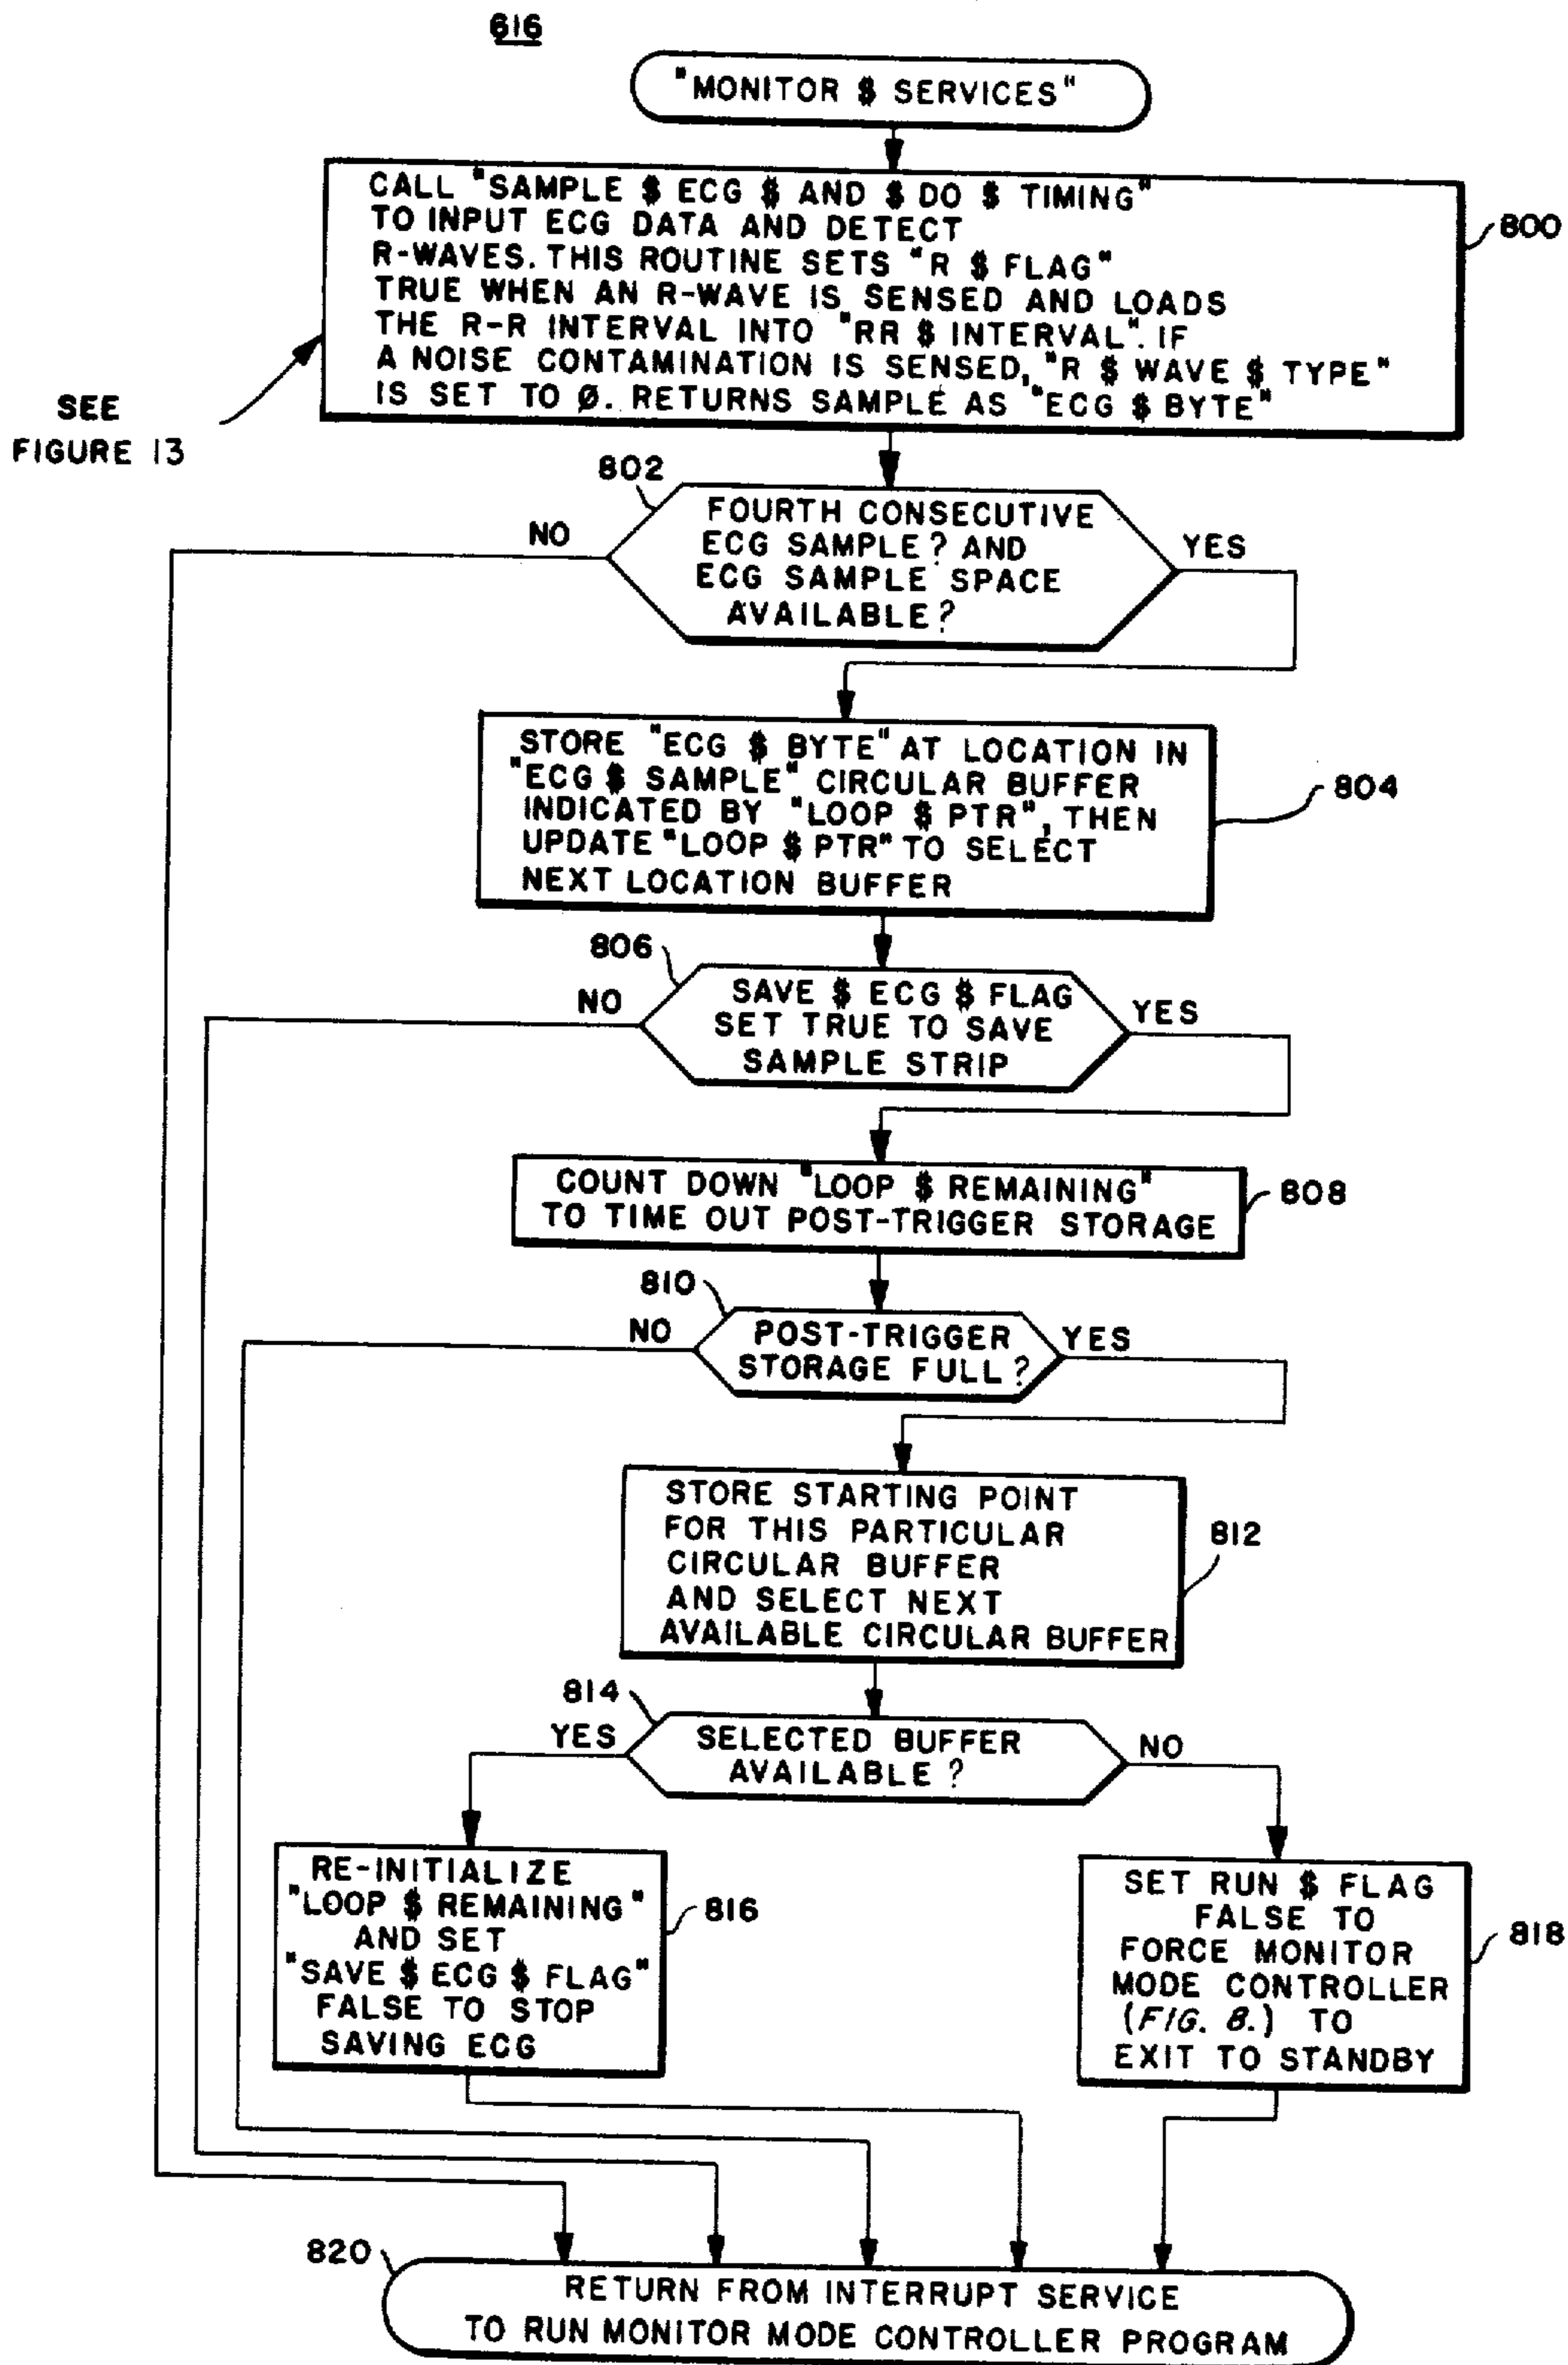 616
"MONITOR $ SERVICES"
CALL "SAMPLE $ ECG $ AND $ DO $ TIMING"
TO INPUT ECG DATA AND DETECT
R-WAVES. THIS ROUTINE SETS "R $ FLAG"
TRUE WHEN AN R-WAVE IS SENSED AND LOADS
THE R-R INTERVAL INTO "RR $ INTERVAL". IF
A NOISE CONTAMINATION IS SENSED, "R $ WAVE $ TYPE"
IS SET TO Ø. RETURNS SAMPLE AS "ECG $ BYTE"
800
SEE
FIGURE 13
802
FOURTH CONSECUTIVE
ECG SAMPLE? AND
ECG SAMPLE SPACE
AVAILABLE?
NO
YES
STORE "ECG $ BYTE" AT LOCATION IN
"ECG $ SAMPLE" CIRCULAR BUFFER
INDICATED BY "LOOP $ PTR", THEN
UPDATE "LOOP $ PTR" TO SELECT
NEXT LOCATION BUFFER
804
806
NO
SAVE $ ECG $ FLAG
SET TRUE TO SAVE
SAMPLE STRIP
YES
COUNT DOWN "LOOP $ REMAINING"
TO TIME OUT POST-TRIGGER STORAGE
808
810
NO
POST-TRIGGER
STORAGE FULL?
YES
STORE STARTING POINT
FOR THIS PARTICULAR
CIRCULAR BUFFER
AND SELECT NEXT
AVAILABLE CIRCULAR BUFFER
812
814
YES
SELECTED BUFFER
AVAILABLE?
NO
RE-INITIALIZE
"LOOP $ REMAINING"
AND SET
"SAVE $ ECG $ FLAG"
FALSE TO STOP
SAVING ECG
816
SET RUN $ FLAG
FALSE TO
FORCE MONITOR
MODE CONTROLLER
(FIG. 8.) TO
EXIT TO STANDBY
818
820
RETURN FROM INTERRUPT SERVICE
TO RUN MONITOR MODE CONTROLLER PROGRAM